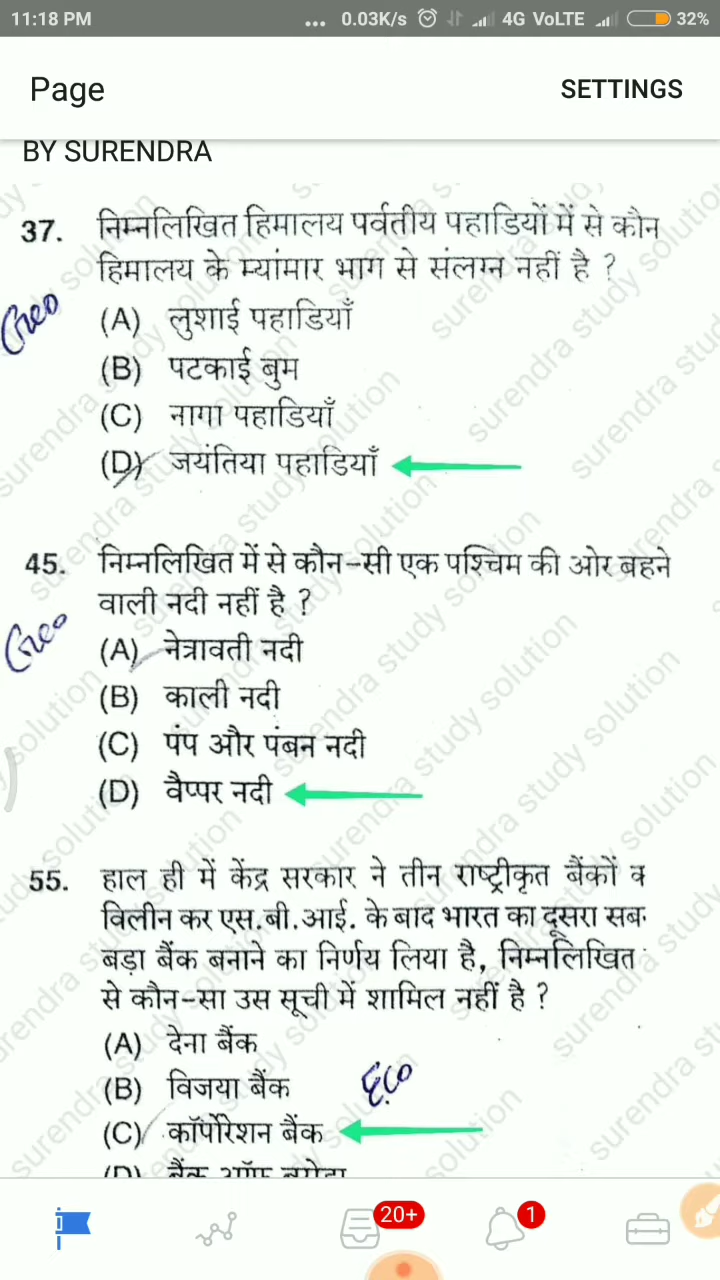 11:18 PM ... 0.03K/s 4G VoLTE 32%
Page SETTINGS
BY SURENDRA
37. निम्नलिखित हिमालय पर्वतीय पहाडियों में से कौन
हिमालय के म्यांमार भाग से संलग्न नहीं है ?
Geo
(A) लुशाई पहाडियाँ
(B) पटकाई बुम
(C) नागा पहाडियाँ
(D) जयंतिया पहाडियाँ
45. निम्नलिखित में से कौन-सी एक पश्चिम की ओर बहने
वाली नदी नहीं है ?
Geo
(A) नेत्रावती नदी
(B) काली नदी
(C) पंप और पंबन नदी
(D) वैप्पर नदी
55. हाल ही में केंद्र सरकार ने तीन राष्ट्रीकृत बैंकों व
विलीन कर एस.बी.आई. के बाद भारत का दूसरा सब
बड़ा बैंक बनाने का निर्णय लिया है, निम्नलिखित
से कौन-सा उस सूची में शामिल नहीं है ?
(A) देना बैंक
(B) विजया बैंक
Eco
(C) कॉर्पोरेशन बैंक
20+
1
surendra study solution